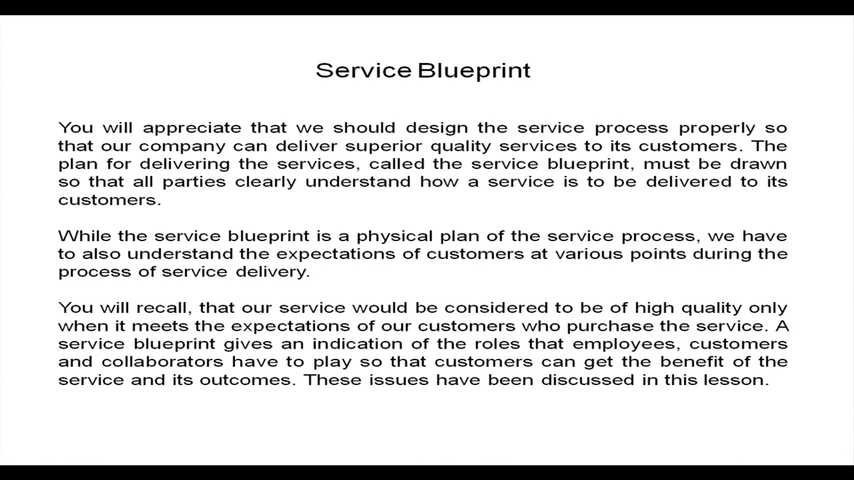 Service Blueprint
You will appreciate that we should design the service process properly so
that our company can deliver superior quality services to its customers. The
plan for delivering the services, called the service blueprint, must be drawn
so that all parties clearly understand how a service is to be delivered to its
customers.
While the service blueprint is a physical plan of the service process, we have
to also understand the expectations of customers at various points during the
process of service delivery.
You will recall, that our service would be considered to be of high quality only
when it meets the expectations of our customers who purchase the service. A
service blueprint gives an indication of the roles that employees, customers
and collaborators have to play so that customers can get the benefit of the
service and its outcomes. These issues have been discussed in this lesson.